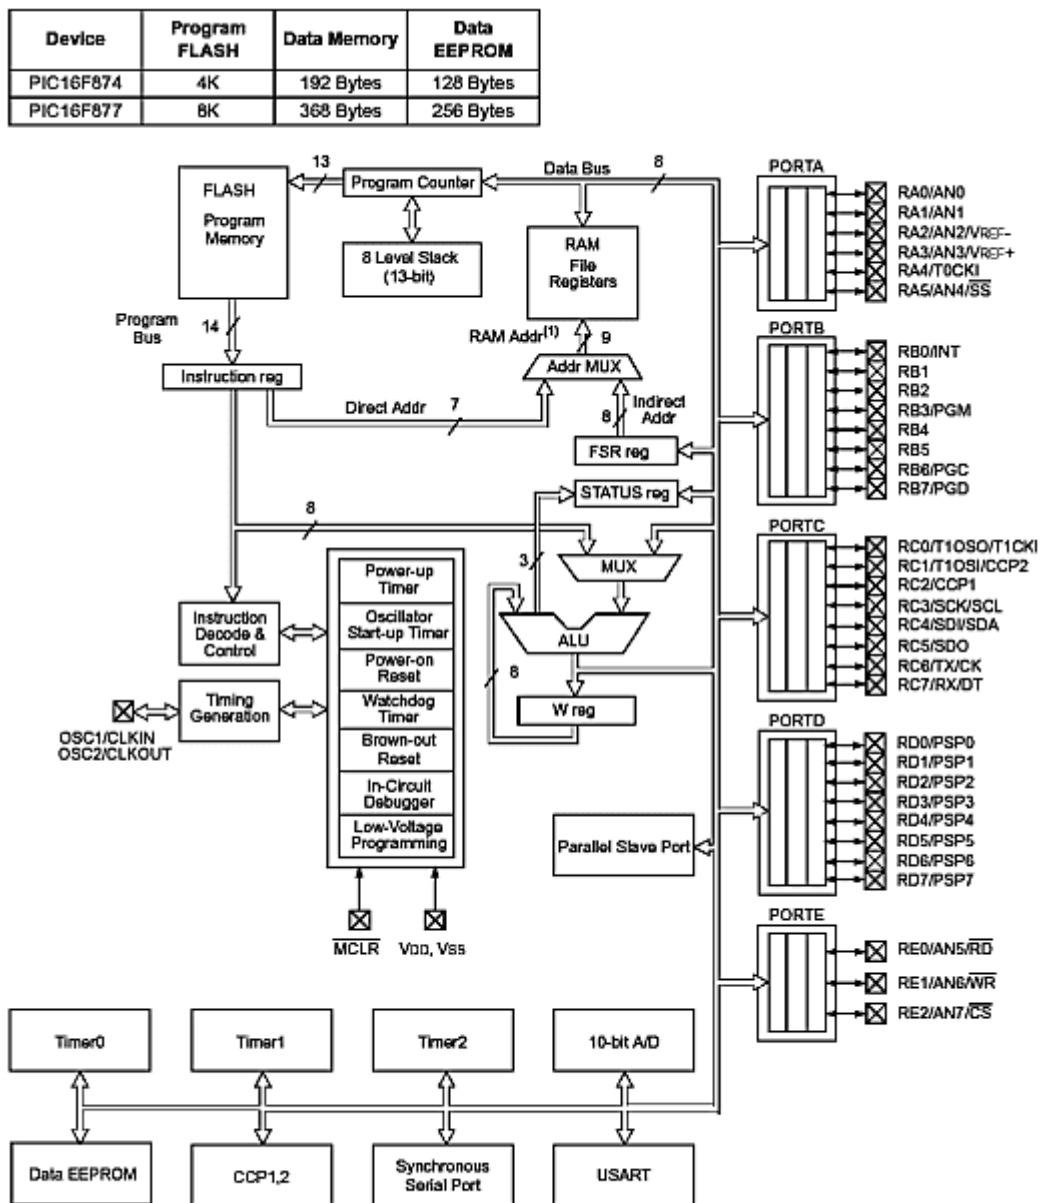 Device Program FLASH Data Memory Data EEPROM
PIC16F874 4K 192 Bytes 128 Bytes
PIC16F877 8K 368 Bytes 256 Bytes
FLASH
Program
Memory
13
Program Counter
8 Level Stack
(13-bit)
Data Bus
8
RAM
File
Registers
Program
Bus
14
RAM Addr(1)
9
Addr MUX
Instruction reg
Direct Addr
7
Indirect
Addr
8
FSR reg
STATUS reg
8
3
MUX
ALU
8
W reg
Power-up
Timer
Oscillator
Start-up Timer
Power-on
Reset
Watchdog
Timer
Brown-out
Reset
In-Circuit
Debugger
Low-Voltage
Programming
Instruction
Decode &
Control
Timing
Generation
OSC1/CLKIN
OSC2/CLKOUT
MCLR
VDD, VSS
Parallel Slave Port
PORTA
RA0/AN0
RA1/AN1
RA2/AN2/VREF-
RA3/AN3/VREF+
RA4/T0CKI
RA5/AN4/SS
PORTB
RB0/INT
RB1
RB2
RB3/PGM
RB4
RB5
RB6/PGC
RB7/PGD
PORTC
RC0/T1OSO/T1CKI
RC1/T1OSI/CCP2
RC2/CCP1
RC3/SCK/SCL
RC4/SDI/SDA
RC5/SDO
RC6/TX/CK
RC7/RX/DT
PORTD
RD0/PSP0
RD1/PSP1
RD2/PSP2
RD3/PSP3
RD4/PSP4
RD5/PSP5
RD6/PSP6
RD7/PSP7
PORTE
RE0/AN5/RD
RE1/AN6/WR
RE2/AN7/CS
Timer0
Timer1
Timer2
10-bit A/D
Data EEPROM
CCP1,2
Synchronous
Serial Port
USART